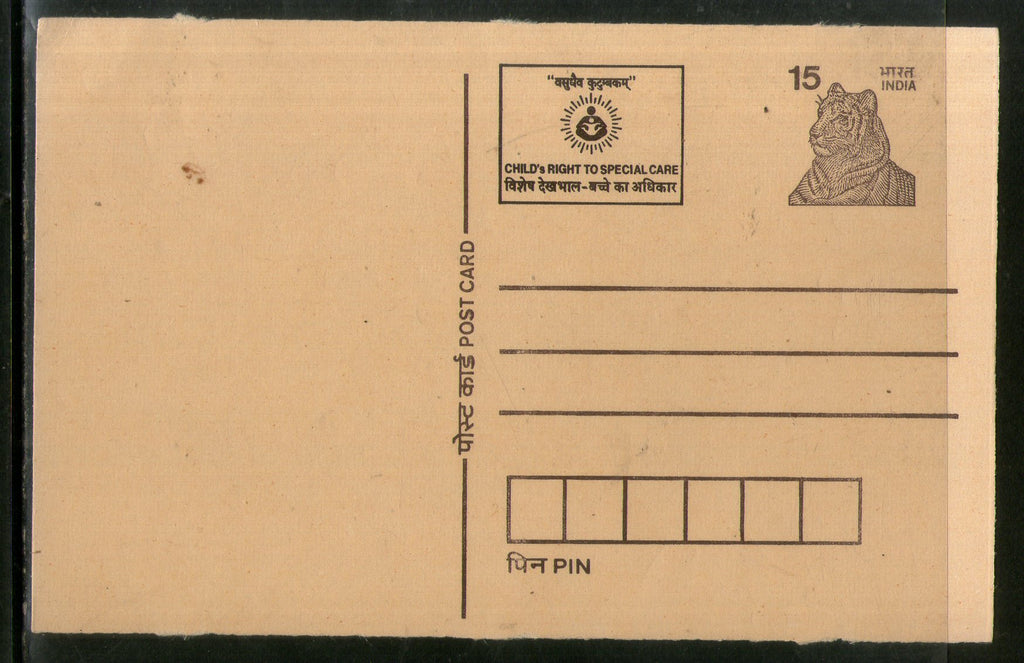 "वसुधैव कुटुम्बकम्"
CHILD's RIGHT TO SPECIAL CARE
विशेष देखभाल-बच्चे का अधिकार
15
भारत
INDIA
पोस्ट कार्ड POST CARD
पिन PIN